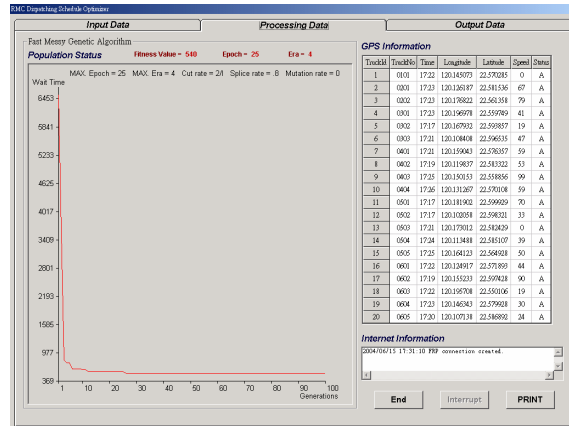 RMC Dispatching Schedule Optimizer
Input Data
Processing Data
Output Data
Fast Messy Genetic Algorithm
Population Status
Fitness Value = 540
Epoch = 25
Era = 4
MAX. Epoch = 25 MAX. Era = 4 Cut rate = 2/l Splice rate = .8 Mutation rate = 0
Wait Time
6453
5841
5233
4625
4017
3409
2801
2193
1585
977
369
1 10 20 30 40 50 60 70 80 90 100
Generations
GPS Information
TruckId TruckNo Time Longitude Latitude Speed Status
1 0101 17:22 120.145073 22.570285 0 A
2 0201 17:23 120.126187 22.581536 67 A
3 0202 17:23 120.176822 22.561358 79 A
4 0301 17:23 120.196978 22.559749 41 A
5 0302 17:17 120.167932 22.593857 19 A
6 0303 17:21 120.108408 22.596535 47 A
7 0401 17:21 120.159043 22.576357 59 A
8 0402 17:19 120.119837 22.583322 53 A
9 0403 17:25 120.150153 22.558856 99 A
10 0404 17:26 120.131267 22.570108 59 A
11 0501 17:17 120.181902 22.599929 70 A
12 0502 17:17 120.102058 22.598321 33 A
13 0503 17:21 120.173012 22.582429 0 A
14 0504 17:24 120.113488 22.585107 39 A
15 0505 17:25 120.164123 22.564928 50 A
16 0601 17:22 120.124917 22.571893 44 A
17 0602 17:19 120.155233 22.597428 90 A
18 0603 17:22 120.195708 22.550106 19 A
19 0604 17:23 120.146343 22.579928 30 A
20 0605 17:20 120.107138 22.586892 24 A
Internet Information
2004/06/15 17:31:10 FRP connection created.
End
Interrupt
PRINT